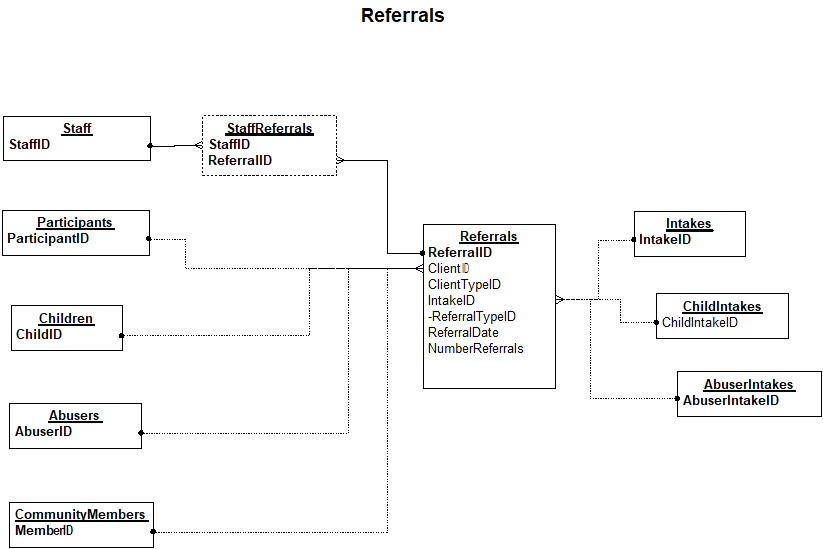 Referrals
Staff
StaffID
StaffReferrals
StaffID
ReferralID
Participants
ParticipantID
Children
ChildID
Abusers
AbuserID
CommunityMembers
MemberID
Referrals
ReferralID
ClientID
ClientTypeID
IntakeID
-ReferralTypeID
ReferralDate
NumberReferrals
Intakes
IntakeID
ChildIntakes
ChildIntakeID
AbuserIntakes
AbuserIntakeID